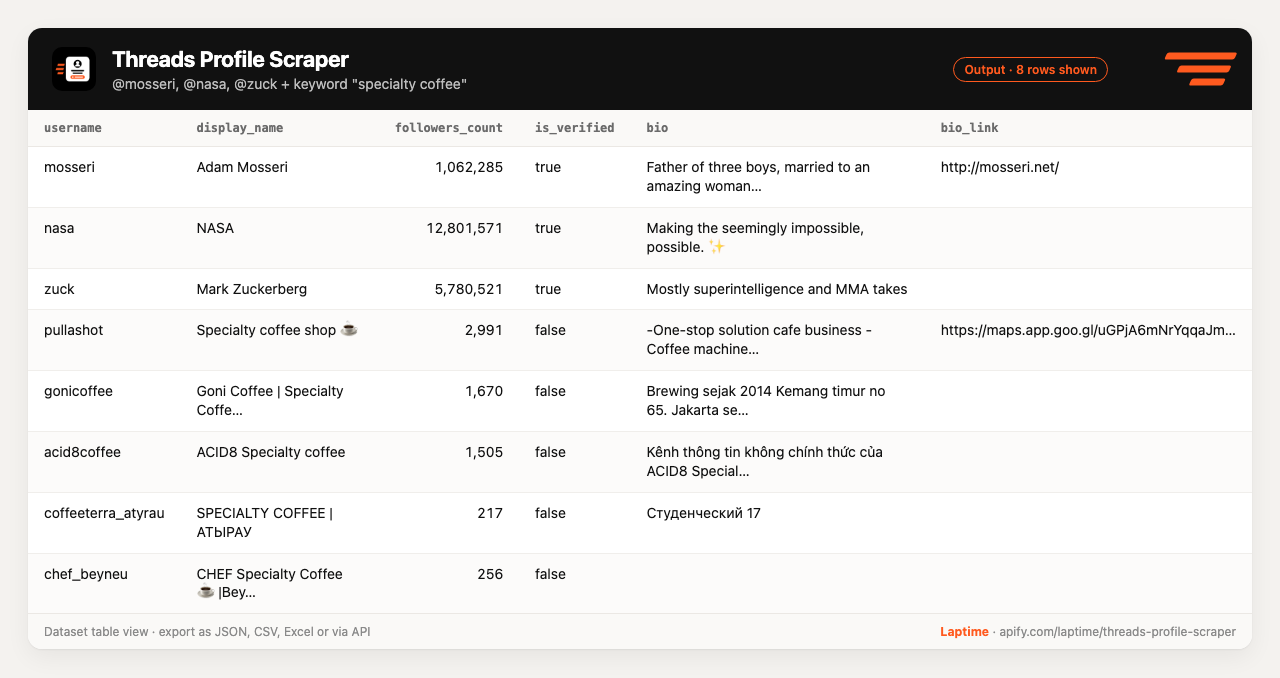 Threads Profile Scraper
@mosseri, @nasa, @zuck + keyword "specialty coffee"
Output · 8 rows shown
username display_name followers_count is_verified bio bio_link
mosseri Adam Mosseri 1,062,285 true Father of three boys, married to an http://mosseri.net/
amazing woman…
nasa NASA 12,801,571 true Making the seemingly impossible,
possible. ✨
zuck Mark Zuckerberg 5,780,521 true Mostly superintelligence and MMA takes
pullashot Specialty coffee shop ☕ 2,991 false -One-stop solution cafe business - https://maps.app.goo.gl/uGPjA6mNrYqqaJm…
Coffee machine…
gonicoffee Goni Coffee | Specialty 1,670 false Brewing sejak 2014 Kemang timur no
Coffe… 65. Jakarta se…
acid8coffee ACID8 Specialty coffee 1,505 false Kênh thông tin không chính thức của
ACID8 Special…
coffeeterra_atyrau SPECIALTY COFFEE | 217 false Студенческий 17
АТЫРАУ
chef_beyneu CHEF Specialty Coffee 256 false
☕ |Bey…
Dataset table view · export as JSON, CSV, Excel or via API
Laptime · apify.com/laptime/threads-profile-scraper